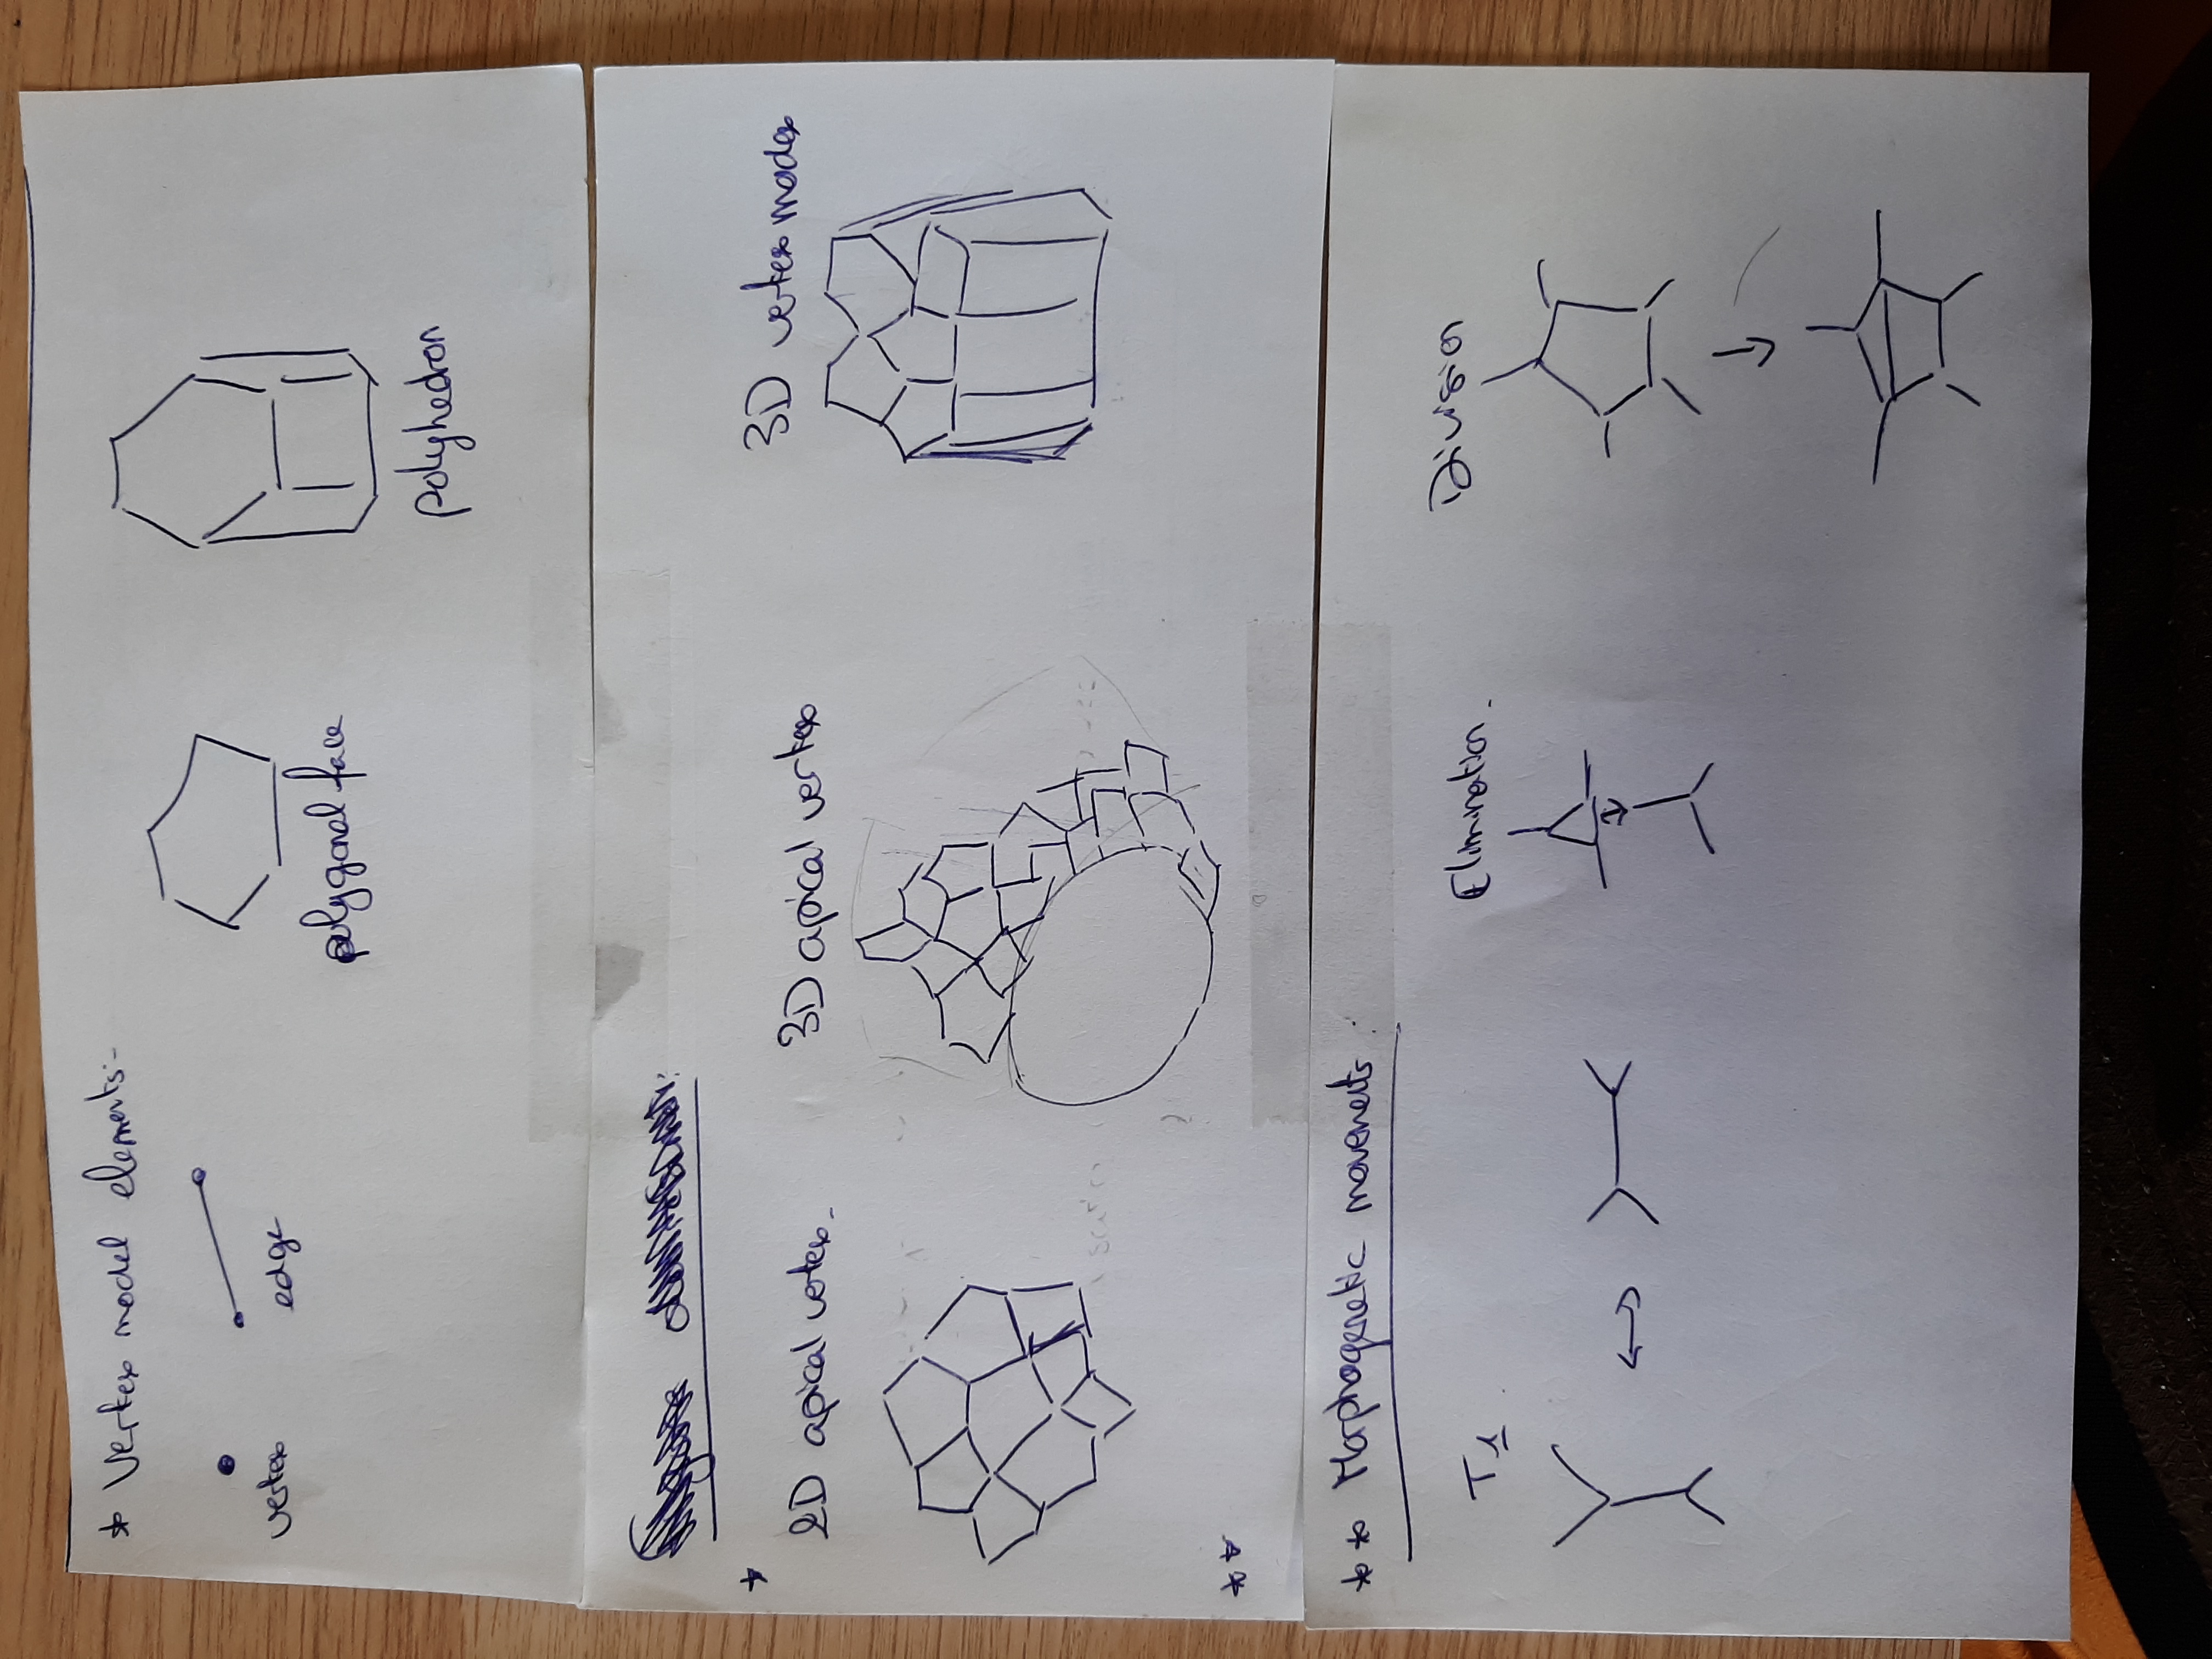 * Vertex model elements:
vertex
edge
polygonal face
polyhedron
*
2D apical vertex.
3D apical vertex
3D vertex model
**
** Morphogenetic movements:
T1
Elimination.
Division